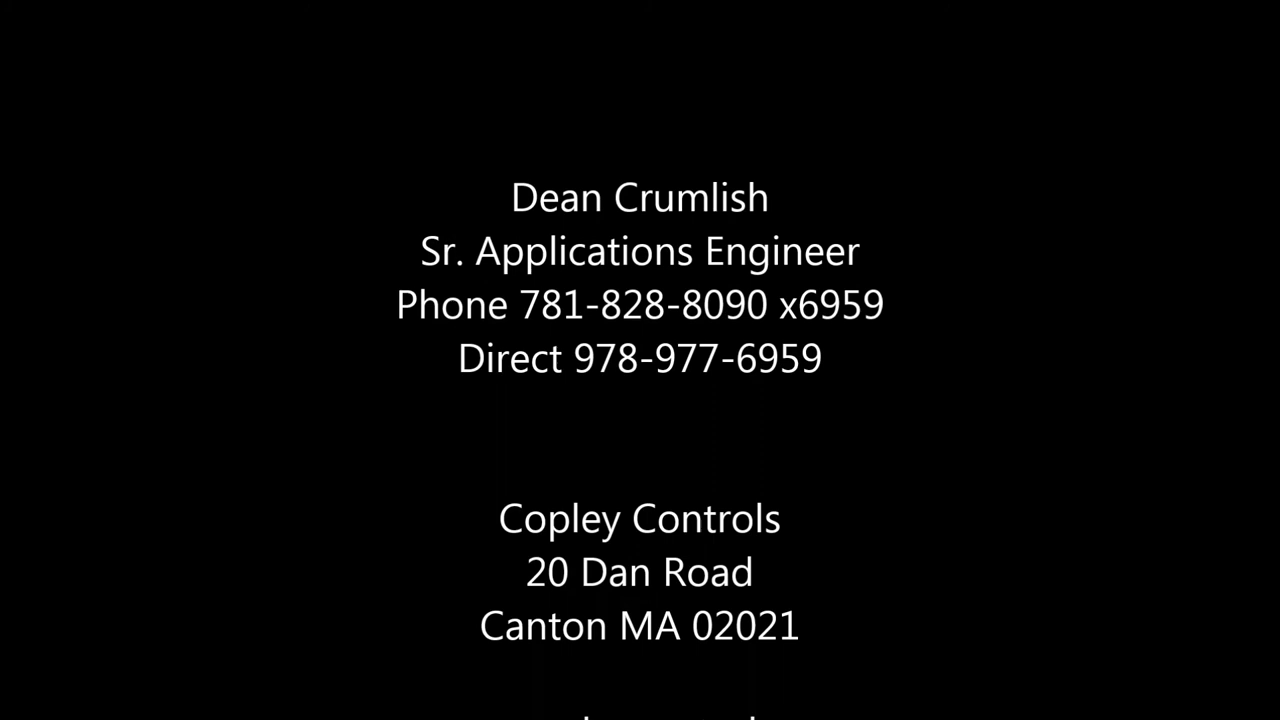 Dean Crumlish
Sr. Applications Engineer
Phone 781-828-8090 x6959
Direct 978-977-6959
Copley Controls
20 Dan Road
Canton MA 02021